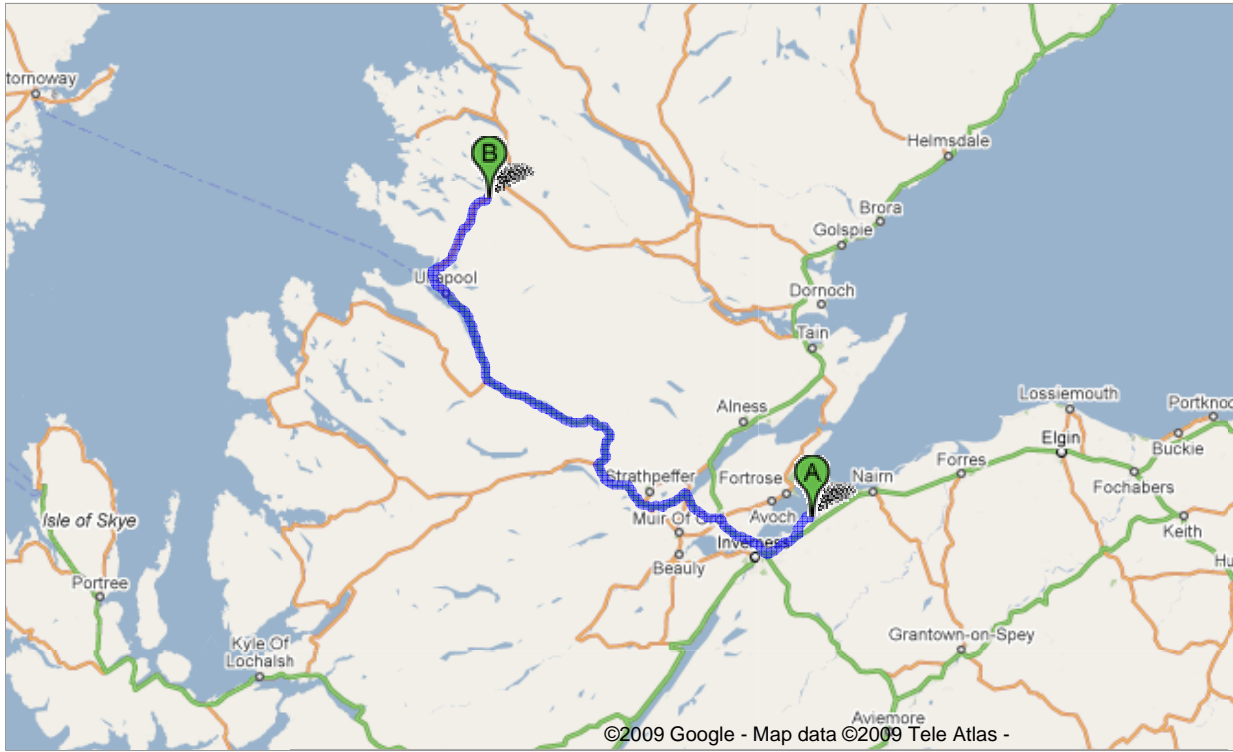 tornoway
B
Helmsdale
Brora
Golspie
Ullapool
Dornoch
Tain
Lossiemouth
Alness
Portknoc
Elgin
Buckie
A
Strathpeffer
Fortrose
Nairn
Forres
Fochabers
Isle of Skye
Muir Of O
Avoch
Keith
Inverness
Beauly
Hu
Portree
Grantown-on-Spey
Kyle Of
Lochalsh
Aviemore
©2009 Google - Map data ©2009 Tele Atlas -